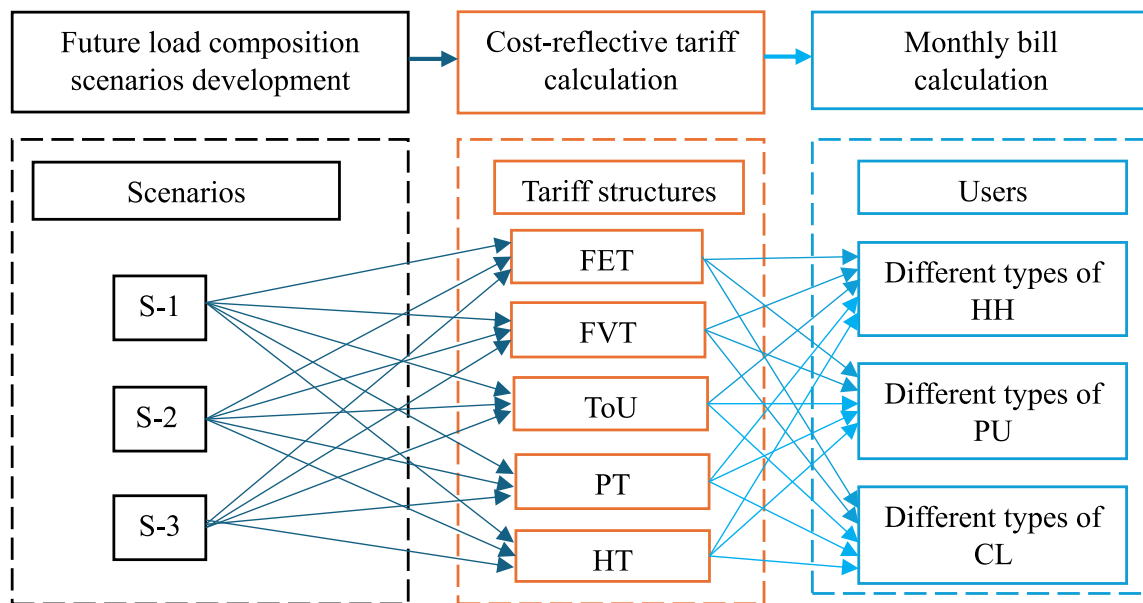 Future load composition
scenarios development
Cost-reflective tariff
calculation
Monthly bill
calculation
Scenarios
Tariff structures
Users
S-1
S-2
S-3
FET
FVT
ToU
PT
HT
Different types of
HH
Different types of
PU
Different types of
CL